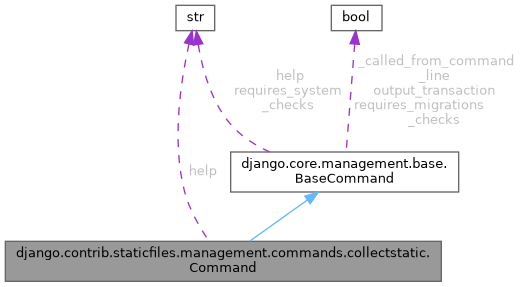 str
bool
help
requires_system
_checks
_called_from_command
_line
output_transaction
requires_migrations
_checks
django.core.management.base.
BaseCommand
help
django.contrib.staticfiles.management.commands.collectstatic.
Command